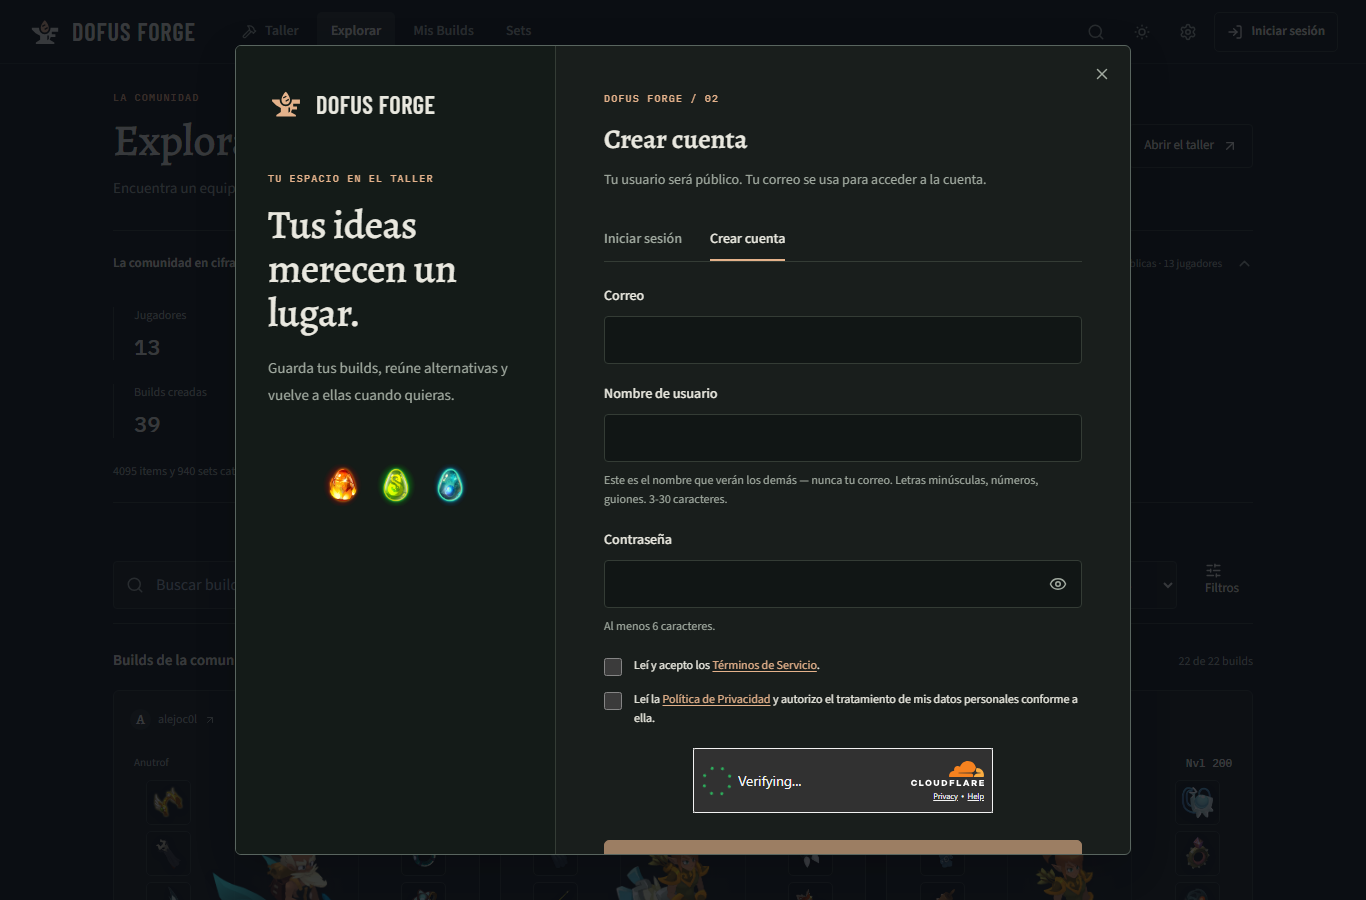 DOFUS FORGE
Taller
Explorar
Mis Builds
Sets
Iniciar sesión
LA COMUNIDAD
Explora
Encuentra un equip
Abrir el taller
La comunidad en cifra
blicas · 13 jugadores
Jugadores
13
Builds creadas
39
4095 items y 940 sets cat
Buscar build
Filtros
Builds de la comun
22 de 22 builds
A alejoc0l
Anutrof
Nvl 200
DOFUS FORGE
TU ESPACIO EN EL TALLER
Tus ideas
merecen un
lugar.
Guarda tus builds, reúne alternativas y
vuelve a ellas cuando quieras.
DOFUS FORGE / 02
Crear cuenta
Tu usuario será público. Tu correo se usa para acceder a la cuenta.
Iniciar sesión
Crear cuenta
Correo
Nombre de usuario
Este es el nombre que verán los demás — nunca tu correo. Letras minúsculas, números,
guiones. 3-30 caracteres.
Contraseña
Al menos 6 caracteres.
Leí y acepto los Términos de Servicio.
Leí la Política de Privacidad y autorizo el tratamiento de mis datos personales conforme a
ella.
Verifying...
CLOUDFLARE
Privacy • Help